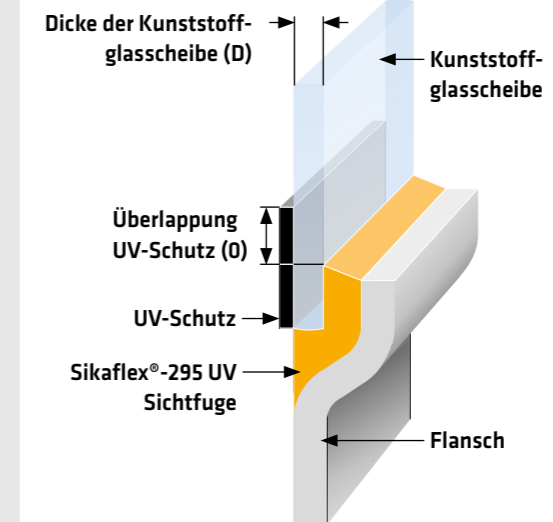 Dicke der Kunststoff-
glasscheibe (D)
Kunststoff-
glasscheibe
Überlappung
UV-Schutz (O)
UV-Schutz
Sikaflex®-295 UV
Sichtfuge
Flansch